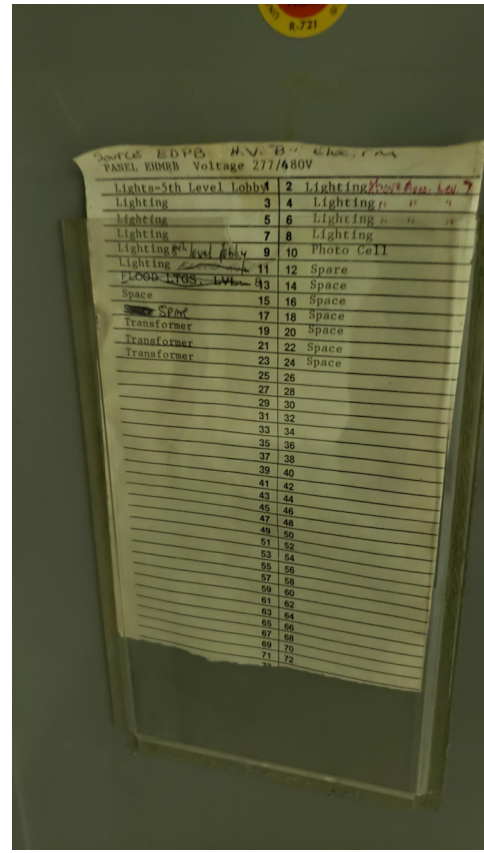 R-721
SOURCE EDPB H.V. "B"
PANEL EHMRB Voltage 277/480V
Lights-5th Level Lobby 1 2 Lighting Lev. 7
Lighting 3 4 Lighting " " "
Lighting 5 6 Lighting " " "
Lighting 7 8 Lighting
Lighting level lobby 9 10 Photo Cell
Lighting 11 12 Spare
FLOOD LTGS. LVL. 13 14 Space
Space 15 16 Space
SPARE 17 18 Space
Transformer 19 20 Space
Transformer 21 22 Space
Transformer 23 24 Space
25 26
27 28
29 30
31 32
33 34
35 36
37 38
39 40
41 42
43 44
45 46
47 48
49 50
51 52
53 54
55 56
57 58
59 60
61 62
63 64
65 66
67 68
69 70
71 72